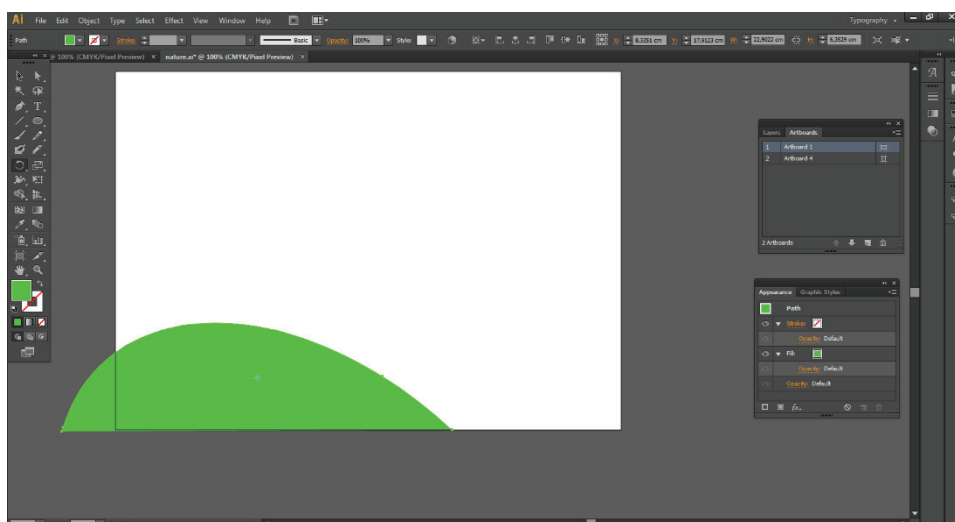 Ai File Edit Object Type Select Effect View Window Help Typography
Path Stroke: Basic Opacity: 100% Style: X: 6,3251 cm Y: 17,9123 cm W: 22,9022 cm H: 6,3529 cm
@ 100% (CMYK/Pixel Preview) × nature.ai* @ 100% (CMYK/Pixel Preview) ×
Layers Artboards
1 Artboard 1
2 Artboard 4
2 Artboards
Appearance Graphic Styles
Path
Stroke:
Opacity: Default
Fill:
Opacity: Default
Opacity: Default
fx.